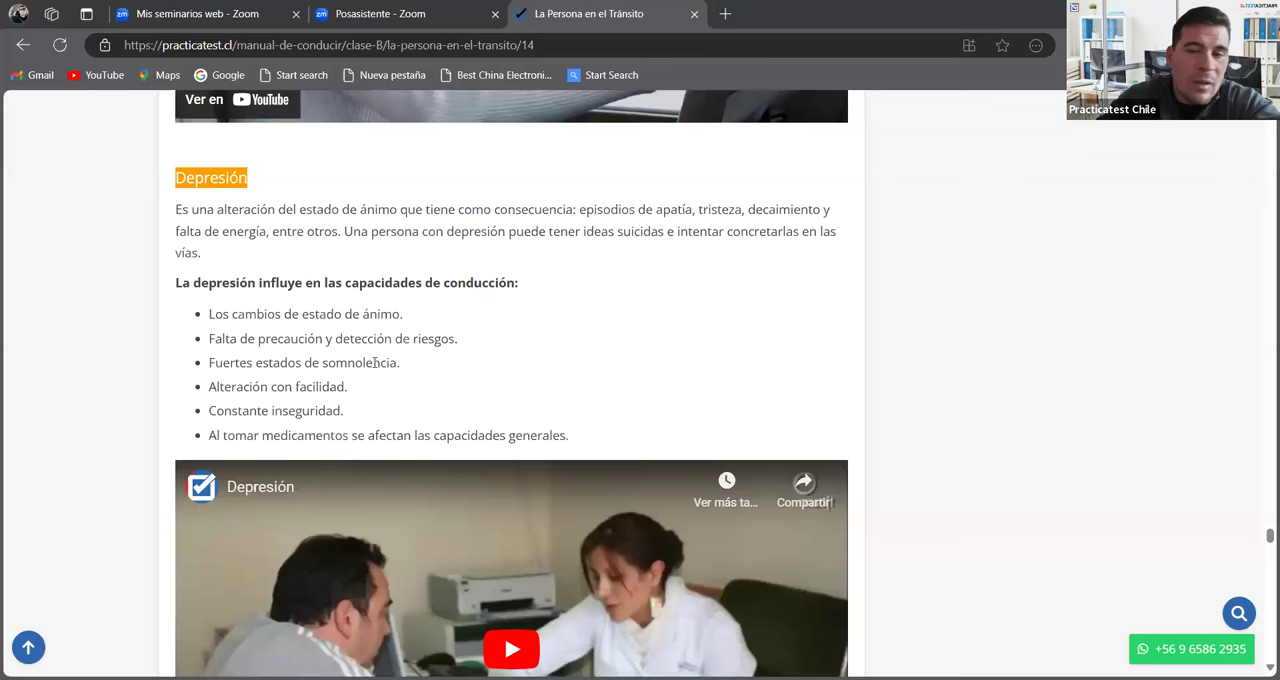 Mis seminarios web - Zoom
Posasistente - Zoom
La Persona en el Tránsito
https://practicatest.cl/manual-de-conducir/clase-B/la-persona-en-el-transito/14
Gmail
YouTube
Maps
Google
Start search
Nueva pestaña
Best China Electroni...
Start Search
Practicatest Chile
Ver en YouTube
Depresión
Es una alteración del estado de ánimo que tiene como consecuencia: episodios de apatía, tristeza, decaimiento y
falta de energía, entre otros. Una persona con depresión puede tener ideas suicidas e intentar concretarlas en las
vías.
La depresión influye en las capacidades de conducción:
Los cambios de estado de ánimo.
Falta de precaución y detección de riesgos.
Fuertes estados de somnolencia.
Alteración con facilidad.
Constante inseguridad.
Al tomar medicamentos se afectan las capacidades generales.
Depresión
Ver más ta...
Compartir
+56 9 6586 2935